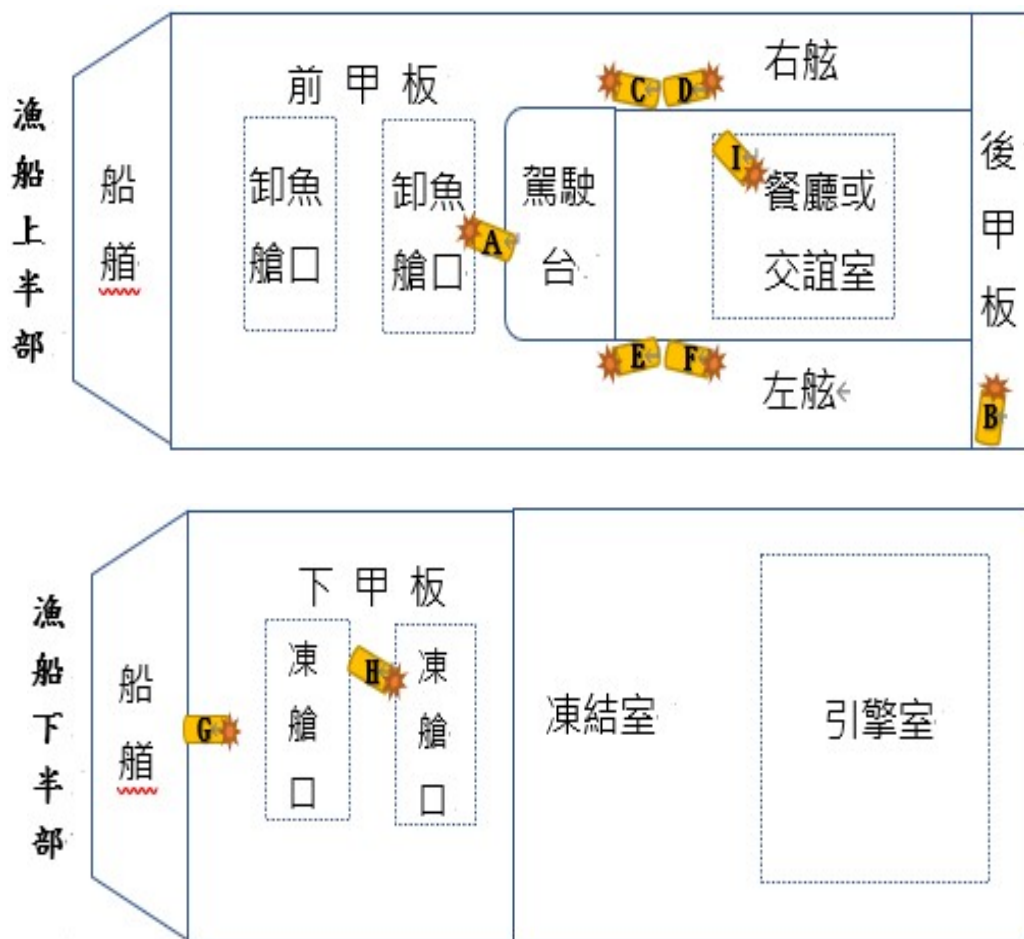 漁船上半部
船艏
前甲板
卸魚艙口
卸魚艙口
A
駕駛台
C
D
右舷
I
餐廳或
交誼室
E
F
左舷
後甲板
B
漁船下半部
船艏
G
下甲板
凍艙口
H
凍艙口
凍結室
引擎室